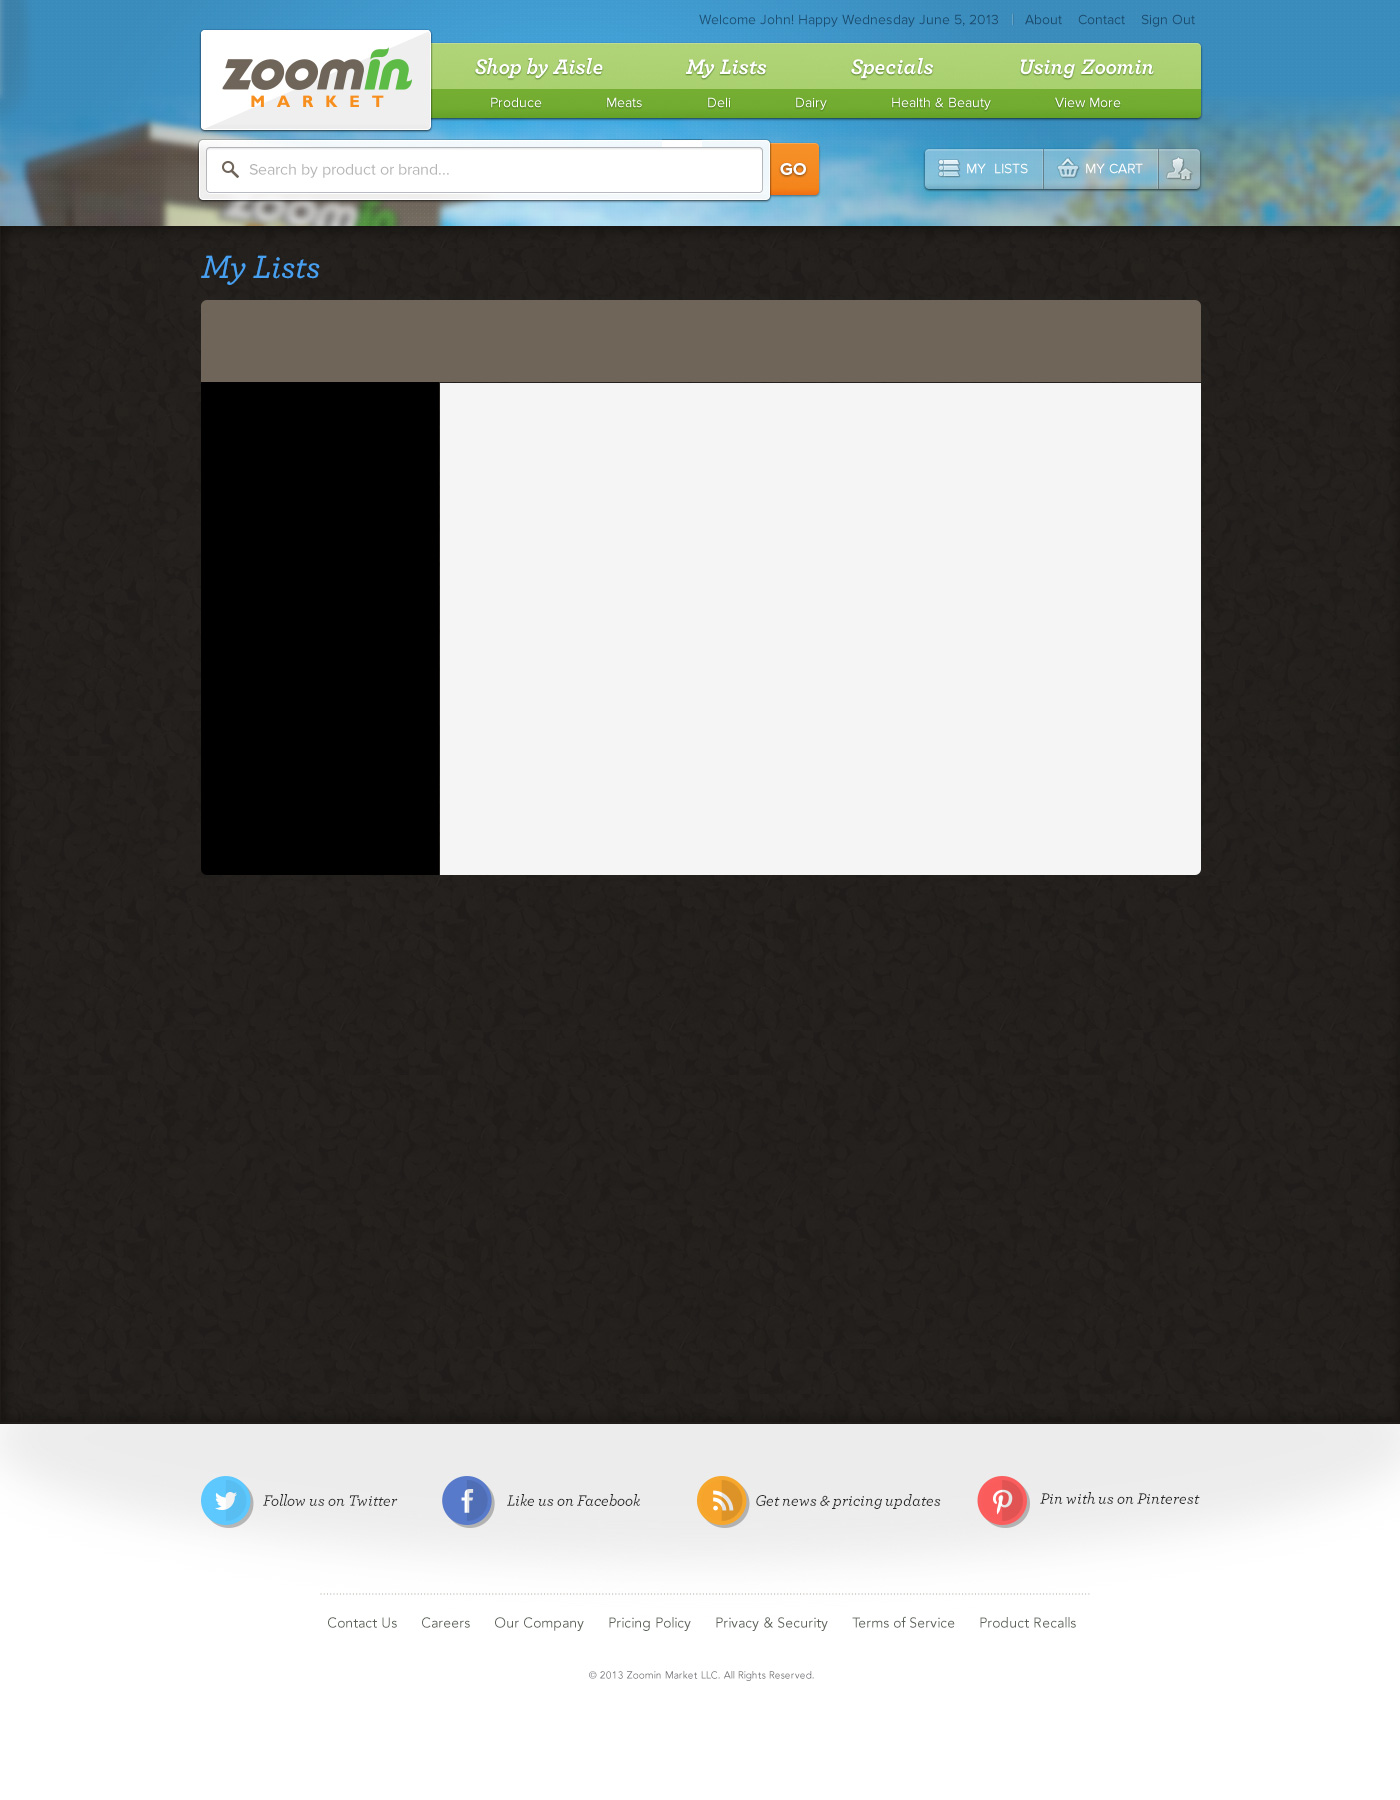 Welcome John! Happy Wednesday June 5, 2013 About Contact Sign Out
zoomin
MARKET
Shop by Aisle My Lists Specials Using Zoomin
Produce Meats Deli Dairy Health & Beauty View More
Search by product or brand...
GO
MY LISTS
MY CART
zoomin
My Lists
Follow us on Twitter
Like us on Facebook
Get news & pricing updates
Pin with us on Pinterest
Contact Us Careers Our Company Pricing Policy Privacy & Security Terms of Service Product Recalls
© 2013 Zoomin Market LLC. All Rights Reserved.